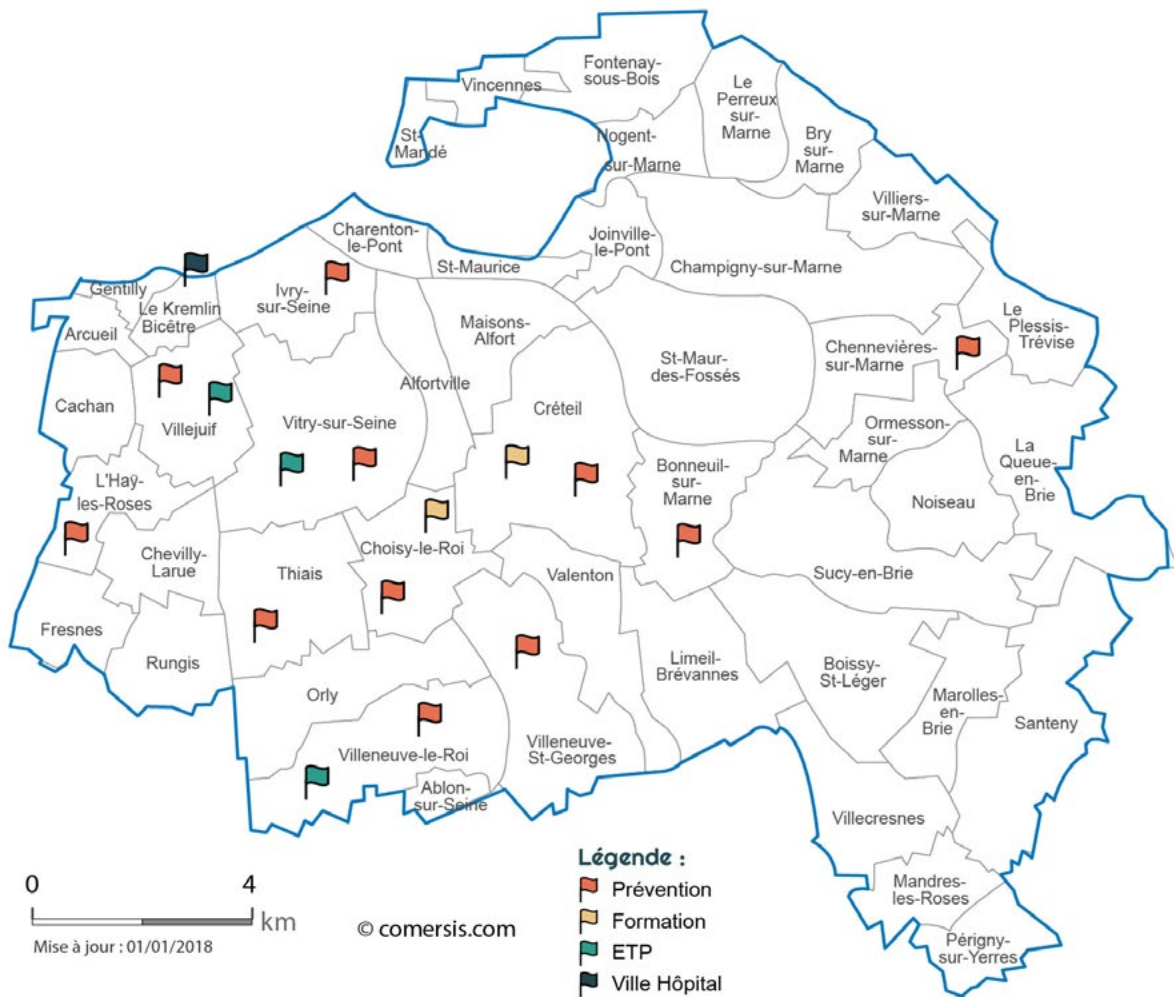 Fontenay-
sous-Bois
Vincennes
Le
Perreux
sur-
Marne
St-
Mandé
Nogent-
sur-Marne
Bry
sur-
Marne
Villiers-
sur-Marne
Charenton-
le-Pont
Joinville-
le-Pont
St-Maurice
Champigny-sur-Marne
Gentilly
Le Kremlin
Bicêtre
Ivry-
sur-Seine
Arcueil
Maisons-
Alfort
Le
Plessis-
Trévise
Chennevières-
sur-Marne
St-Maur-
des-Fossés
Alfortville
Cachan
Villejuif
Vitry-sur-Seine
Créteil
Ormesson-
sur-
Marne
La
Queue-
en-
Brie
Bonneuil-
sur-
Marne
L'Haÿ-
les-Roses
Noiseau
Chevilly-
Larue
Thiais
Choisy-le-Roi
Valenton
Sucy-en-Brie
Fresnes
Rungis
Limeil-
Brévannes
Boissy-
St-Léger
Orly
Marolles-
en-
Brie
Santeny
Villeneuve-le-Roi
Villeneuve-
St-Georges
Ablon-
sur-Seine
Villecresnes
Mandres-
les-Roses
Périgny-
sur-Yerres
0 4
km
Mise à jour : 01/01/2018
© comersis.com
Légende :
Prévention
Formation
ETP
Ville Hôpital